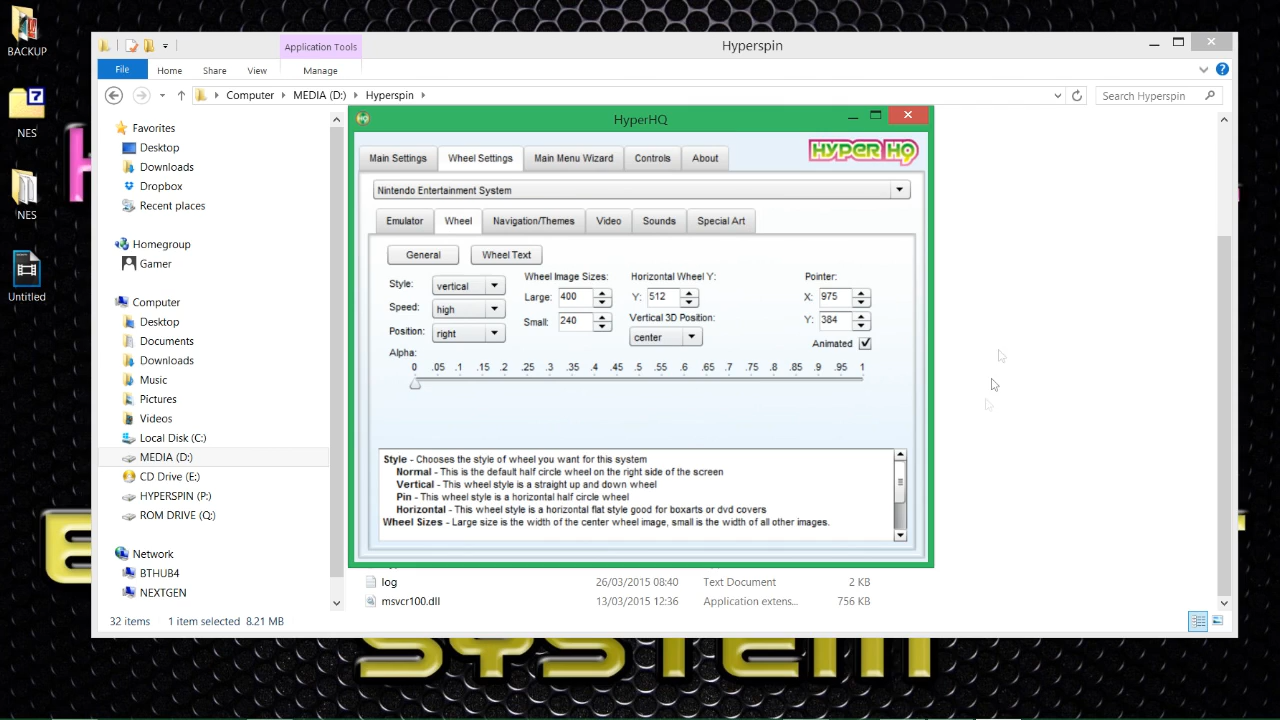 BACKUP
NES
NES
Untitled
Application Tools
Hyperspin
File
Home
Share
View
Manage
Computer
MEDIA (D:)
Hyperspin
Search Hyperspin
Favorites
Desktop
Downloads
Dropbox
Recent places
Homegroup
Gamer
Computer
Desktop
Documents
Downloads
Music
Pictures
Videos
Local Disk (C:)
MEDIA (D:)
CD Drive (E:)
HYPERSPIN (P:)
ROM DRIVE (Q:)
Network
BTHUB4
NEXTGEN
HyperHQ
Main Settings
Wheel Settings
Main Menu Wizard
Controls
About
HYPER HQ
Nintendo Entertainment System
Emulator
Wheel
Navigation/Themes
Video
Sounds
Special Art
General
Wheel Text
Style: vertical
Speed: high
Position: right
Wheel Image Sizes:
Large: 400
Small: 240
Horizontal Wheel Y:
Y: 512
Vertical 3D Position:
center
Pointer:
X: 975
Y: 384
Animated
Alpha:
0 .05 .1 .15 .2 .25 .3 .35 .4 .45 .5 .55 .6 .65 .7 .75 .8 .85 .9 .95 1
Style - Chooses the style of wheel you want for this system
Normal - This is the default half circle wheel on the right side of the screen
Vertical - This wheel style is a straight up and down wheel
Pin - This wheel style is a horizontal half circle wheel
Horizontal - This wheel style is a horizontal flat style good for boxarts or dvd covers
Wheel Sizes - Large size is the width of the center wheel image, small is the width of all other images.
log 26/03/2015 08:40 Text Document 2 KB
msvcr100.dll 13/03/2015 12:36 Application extens... 756 KB
32 items 1 item selected 8.21 MB
SYSTEM